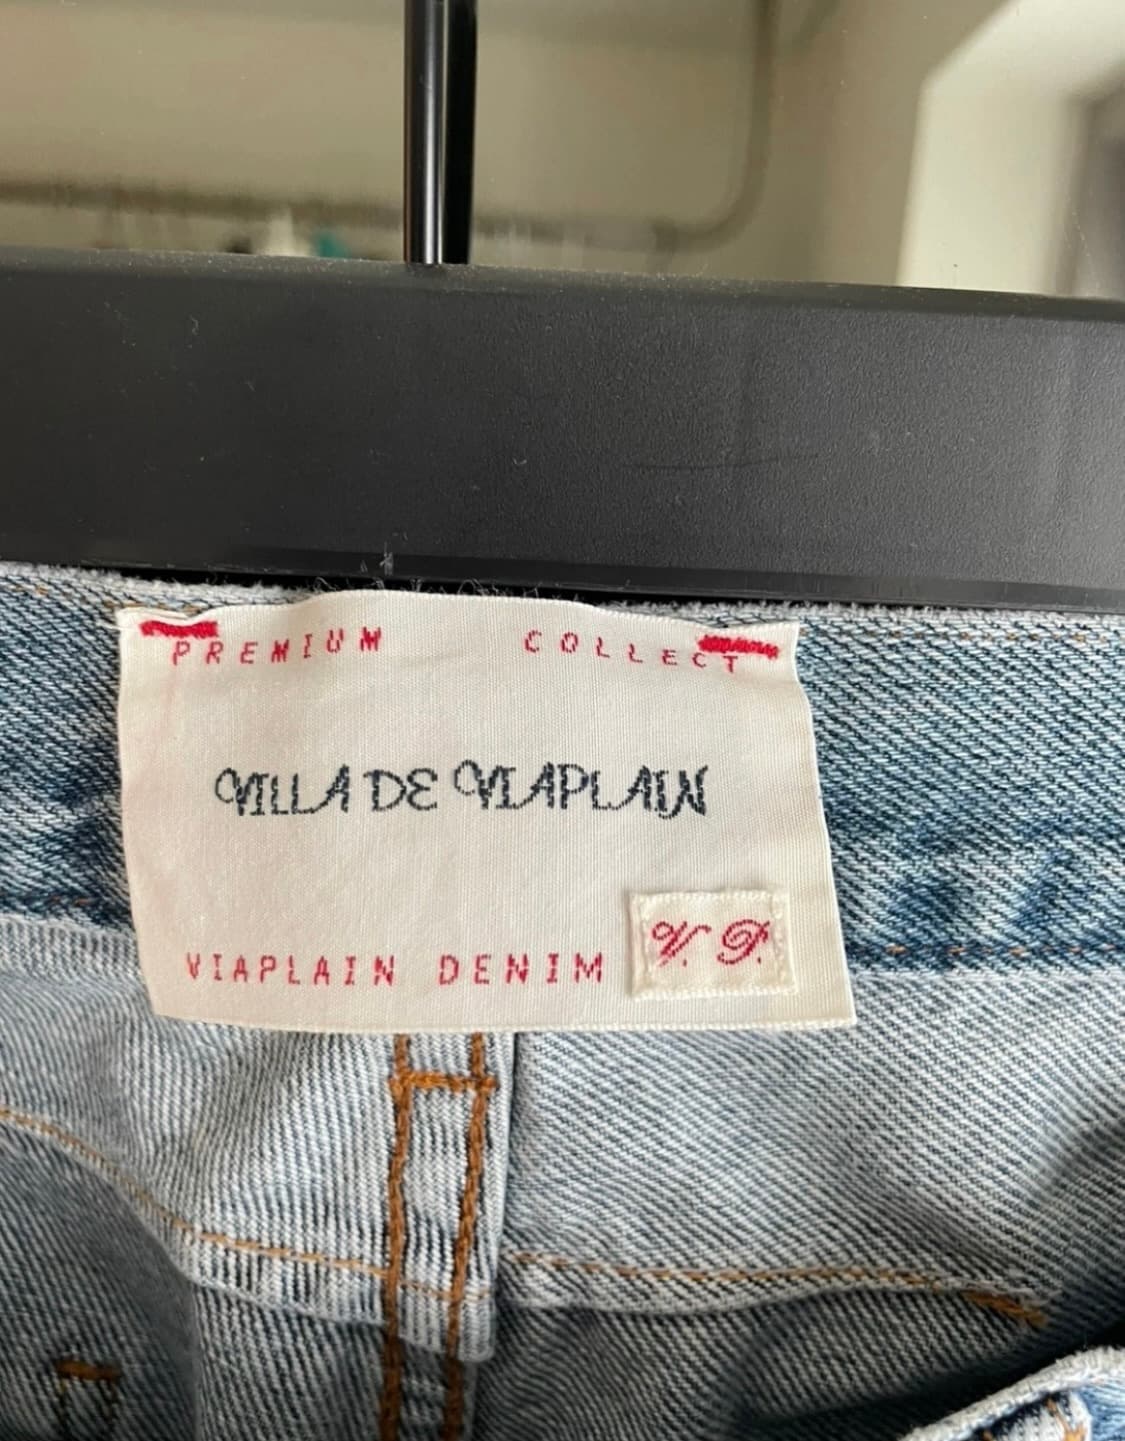 PREMIUM COLLECT
VILLA DE VIAPLAIN
V. P.
VIAPLAIN DENIM